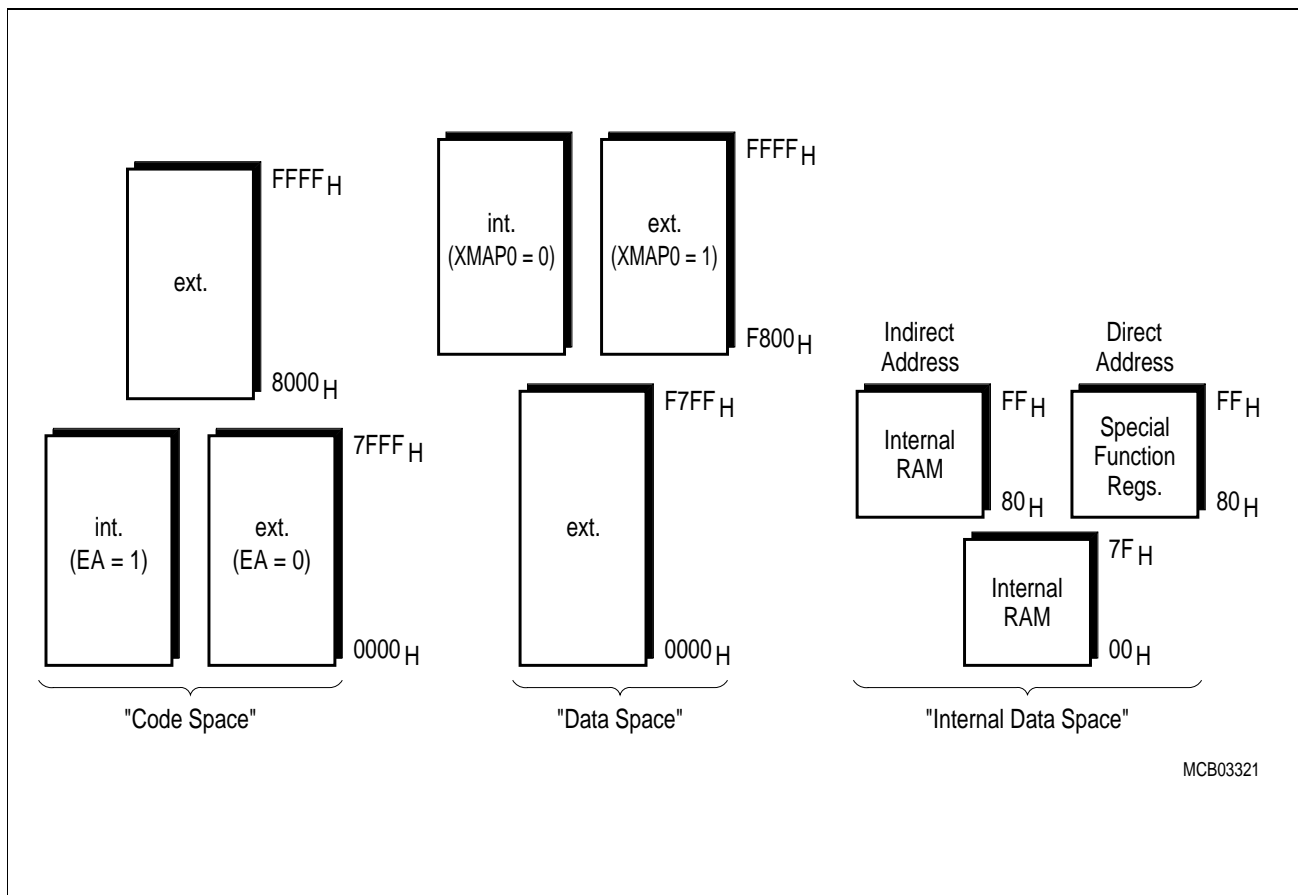 FFFF H
ext.
8000 H
int.
(EA = 1)
ext.
(EA = 0)
7FFF H
0000 H
"Code Space"
int.
(XMAP0 = 0)
ext.
(XMAP0 = 1)
FFFF H
F800 H
F7FF H
ext.
0000 H
"Data Space"
Indirect
Address
Internal
RAM
FF H
80 H
Direct
Address
Special
Function
Regs.
FF H
80 H
Internal
RAM
7F H
00 H
"Internal Data Space"
MCB03321